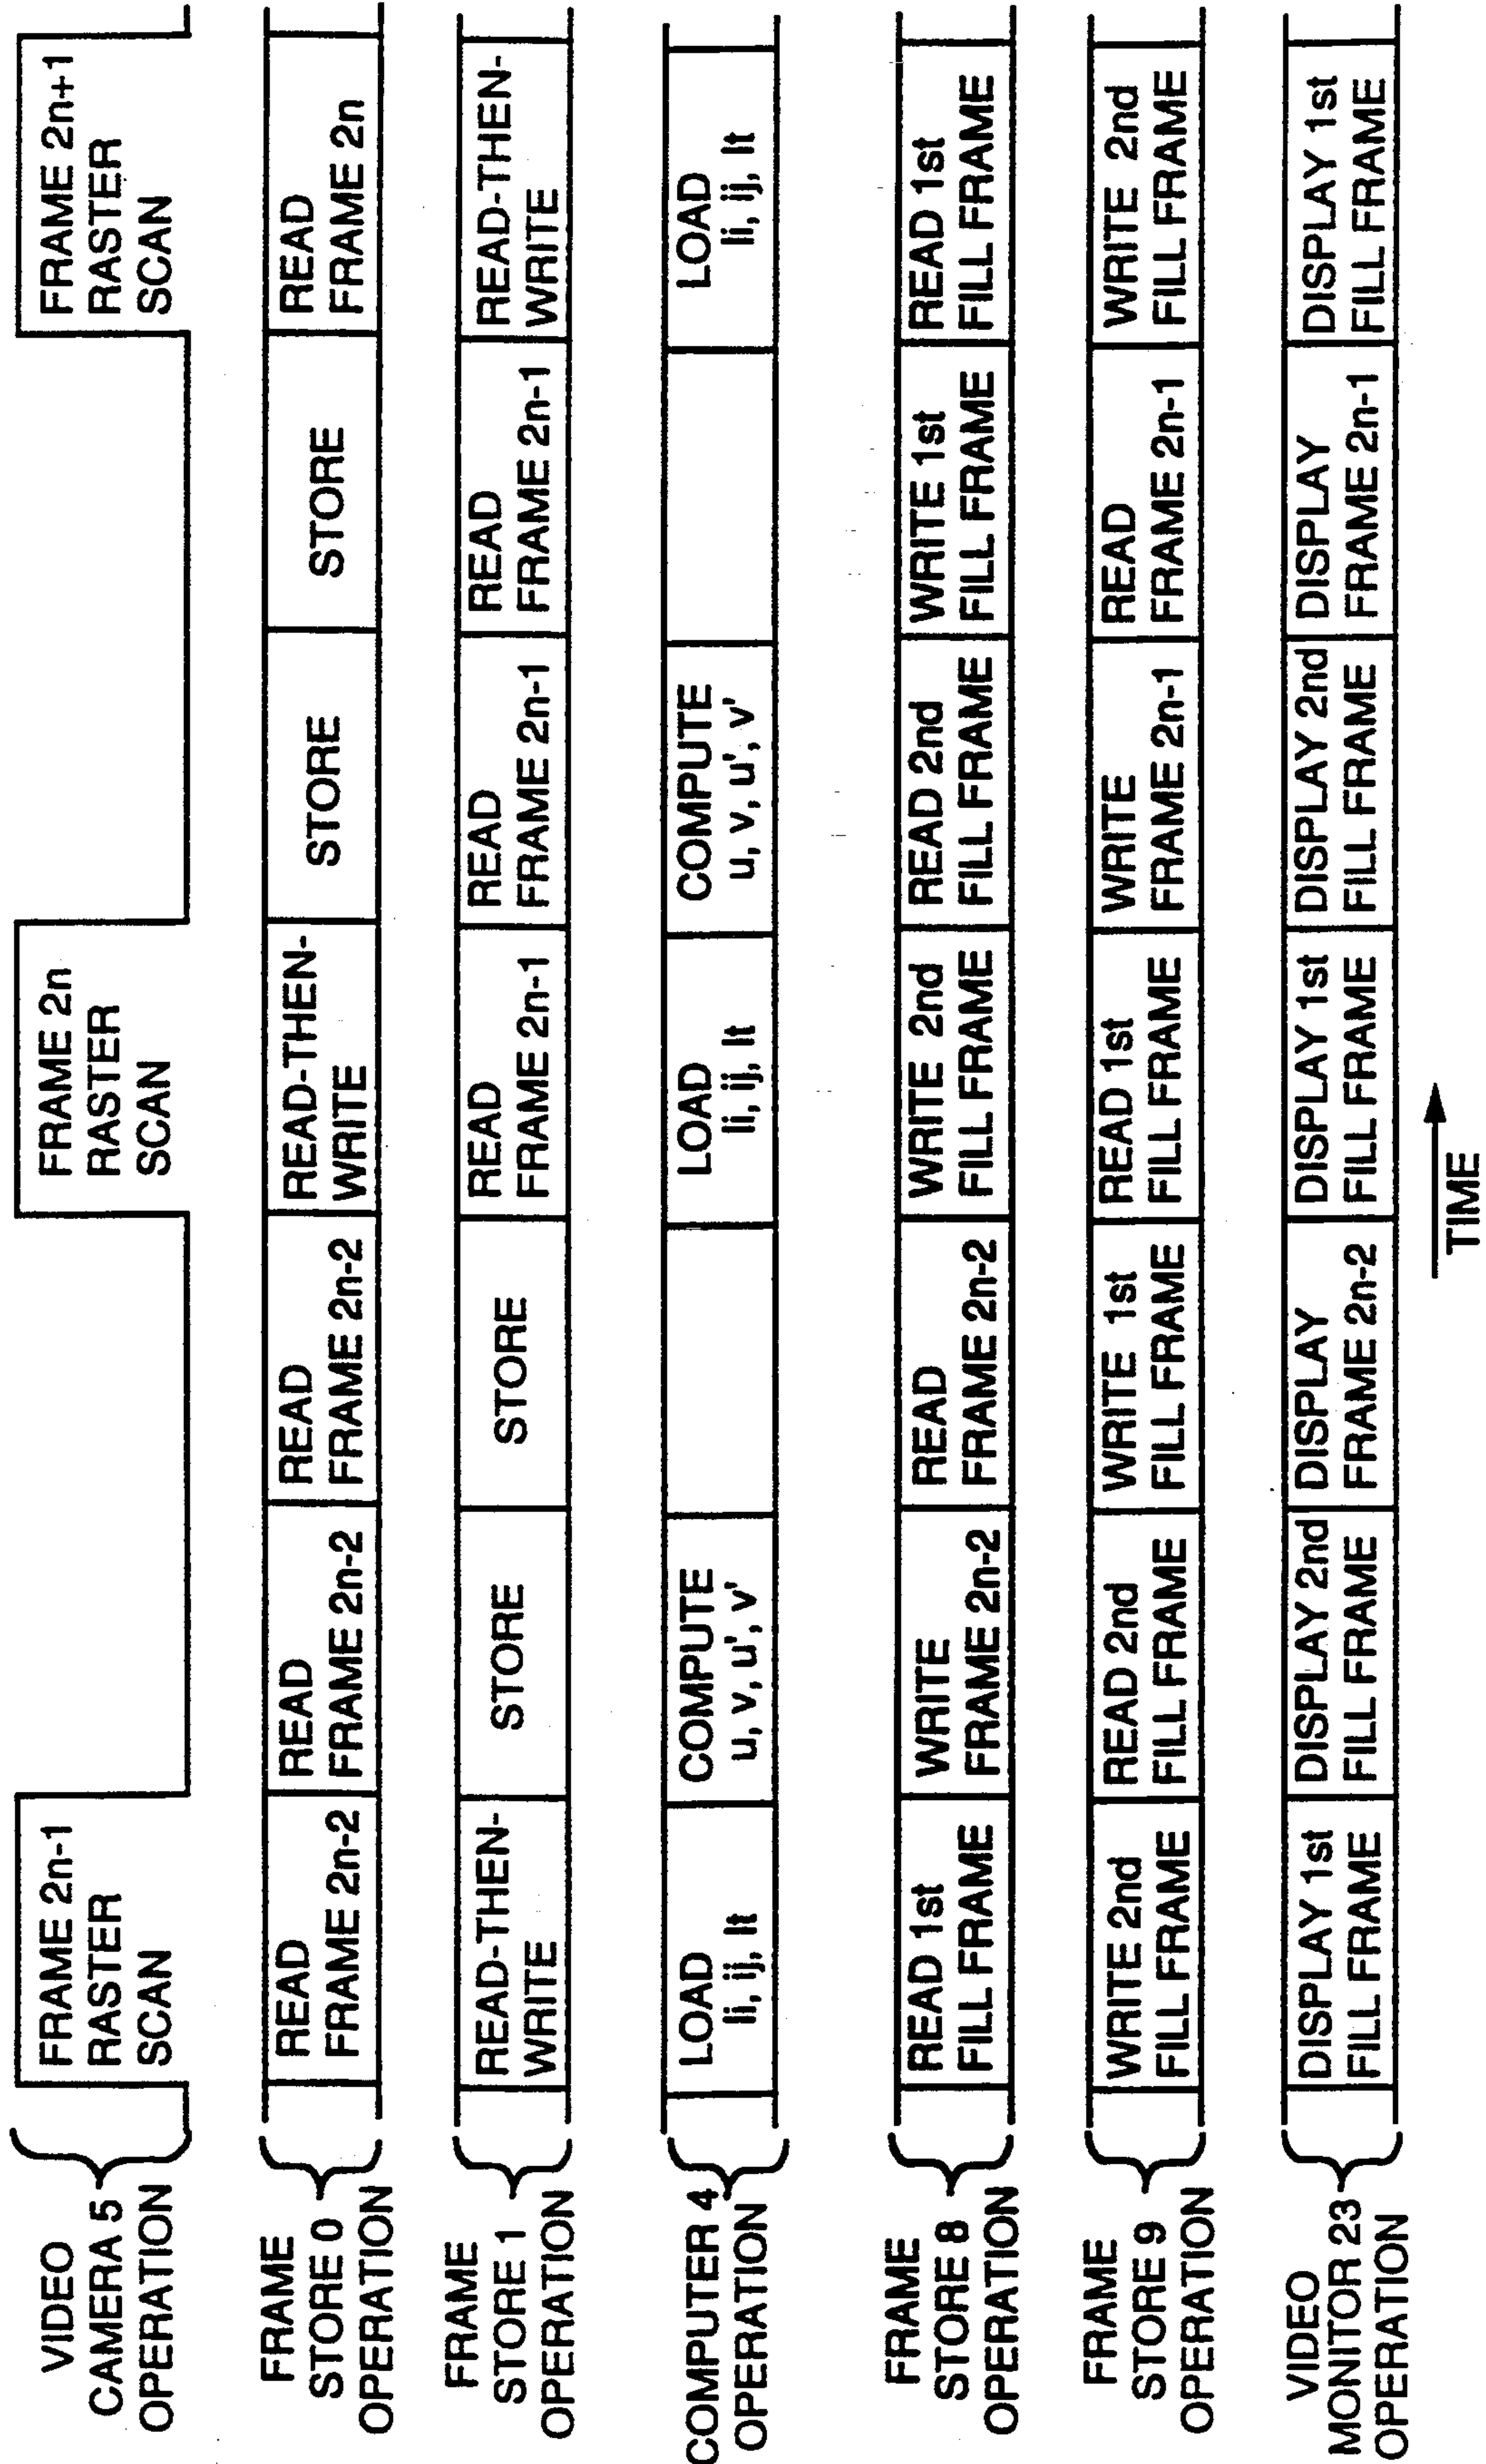 VIDEO
CAMERA 5
OPERATION
FRAME 2n-1
RASTER
SCAN
FRAME 2n
RASTER
SCAN
FRAME 2n+1
RASTER
SCAN
FRAME
STORE 0
OPERATION
READ
FRAME 2n-2
READ
FRAME 2n-2
READ
FRAME 2n-2
READ-THEN-
WRITE
STORE
STORE
READ
FRAME 2n
FRAME
STORE 1
OPERATION
READ-THEN-
WRITE
STORE
STORE
READ
FRAME 2n-1
READ
FRAME 2n-1
READ
FRAME 2n-1
READ-THEN-
WRITE
COMPUTER 4
OPERATION
LOAD
Ii, Ij, It
COMPUTE
u, v, u', v'
LOAD
Ii, Ij, It
COMPUTE
u, v, u', v'
LOAD
Ii, Ij, It
FRAME
STORE 8
OPERATION
READ 1st
FILL FRAME
WRITE
FRAME 2n-2
READ
FRAME 2n-2
WRITE 2nd
FILL FRAME
READ 2nd
FILL FRAME
WRITE 1st
FILL FRAME
READ 1st
FILL FRAME
FRAME
STORE 9
OPERATION
WRITE 2nd
FILL FRAME
READ 2nd
FILL FRAME
WRITE 1st
FILL FRAME
READ 1st
FILL FRAME
WRITE
FRAME 2n-1
READ
FRAME 2n-1
WRITE 2nd
FILL FRAME
VIDEO
MONITOR 23
OPERATION
DISPLAY 1st
FILL FRAME
DISPLAY 2nd
FILL FRAME
DISPLAY
FRAME 2n-2
DISPLAY 1st
FILL FRAME
DISPLAY 2nd
FILL FRAME
DISPLAY
FRAME 2n-1
DISPLAY 1st
FILL FRAME
TIME